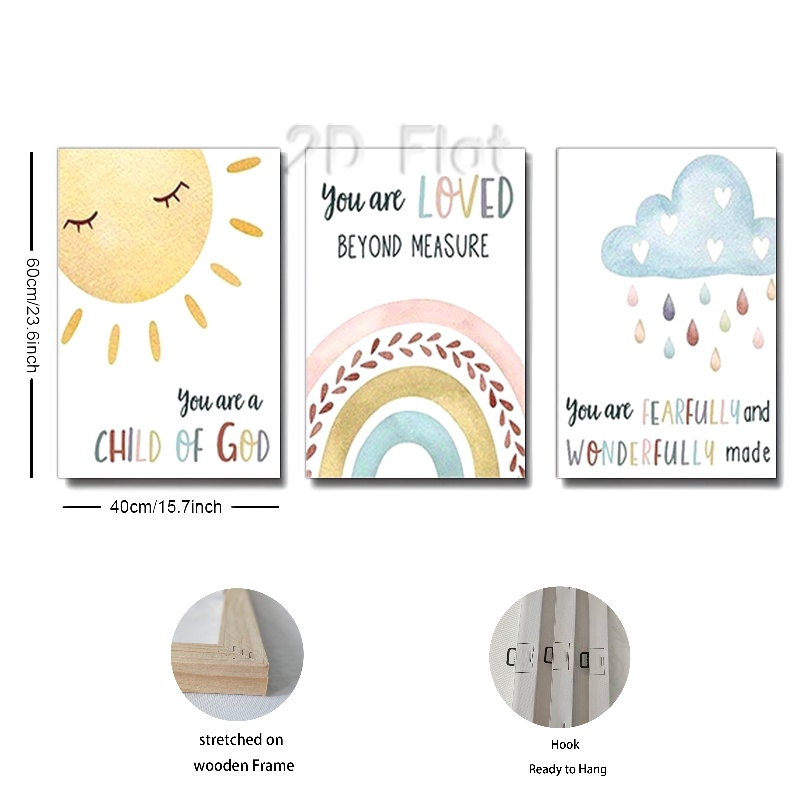 2D Flat
60cm/23.6inch
You are a
CHILD OF GOD
You are LOVED
BEYOND MEASURE
You are FEARFULLY and
WONDERFULLY made
40cm/15.7inch
stretched on
wooden Frame
Hook
Ready to Hang